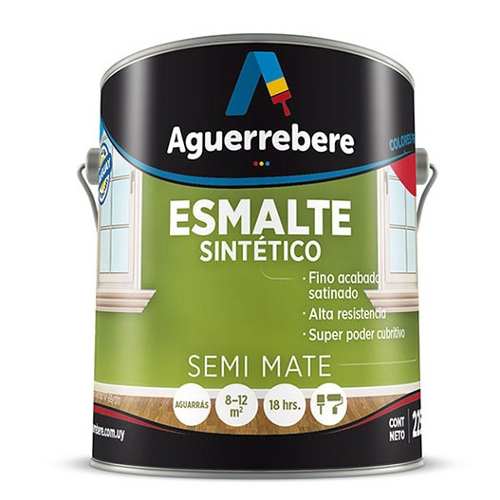 Aguerrebere
ESMALTE
SINTÉTICO
· Fino acabado
satinado
· Alta resistencia
· Super poder cubritivo
SEMI MATE
AGUARRÁS
8-12
m²
18 hrs.
CONT
NETO